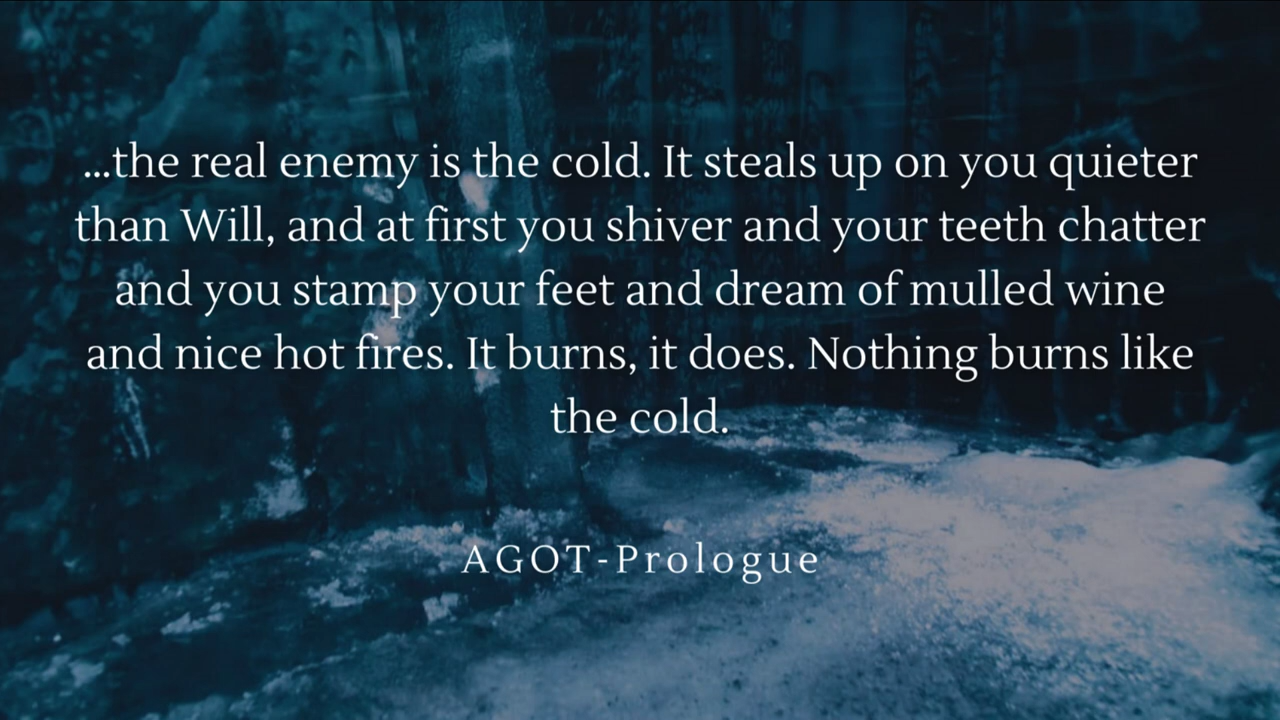 ...the real enemy is the cold. It steals up on you quieter
than Will, and at first you shiver and your teeth chatter
and you stamp your feet and dream of mulled wine
and nice hot fires. It burns, it does. Nothing burns like
the cold.
AGOT-Prologue